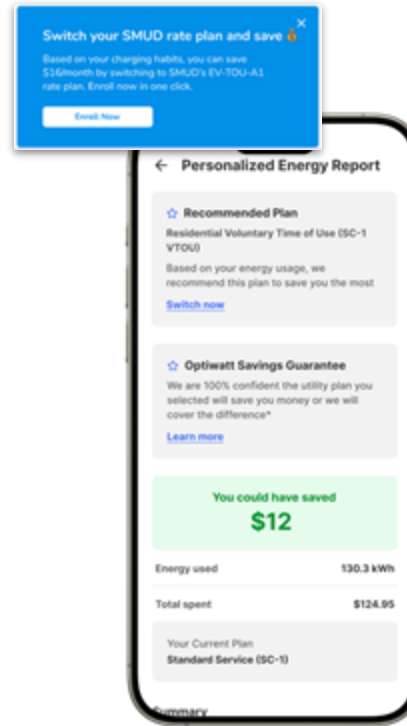 Switch your SMUD rate plan and save 💰
Based on your charging habits, you can save
$16/month by switching to SMUD's EV-TOU-A1
rate plan. Enroll now in one click.
Enroll Now
← Personalized Energy Report
Recommended Plan
Residential Voluntary Time of Use (SC-1
VTOU)
Based on your energy usage, we
recommend this plan to save you the most
Switch now
Optiwatt Savings Guarantee
We are 100% confident the utility plan you
selected will save you money or we will
cover the difference*
Learn more
You could have saved
$12
Energy used 130.3 kWh
Total spent $124.95
Your Current Plan
Standard Service (SC-1)
Summary